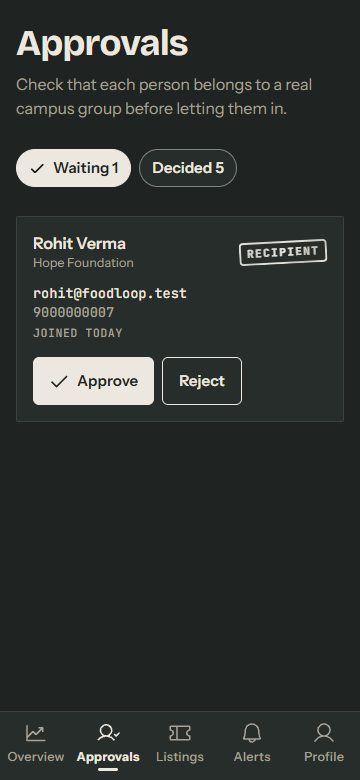 Approvals
Check that each person belongs to a real
campus group before letting them in.
Waiting 1
Decided 5
Rohit Verma
RECIPIENT
Hope Foundation
rohit@foodloop.test
9000000007
JOINED TODAY
Approve
Reject
Overview
Approvals
Listings
Alerts
Profile